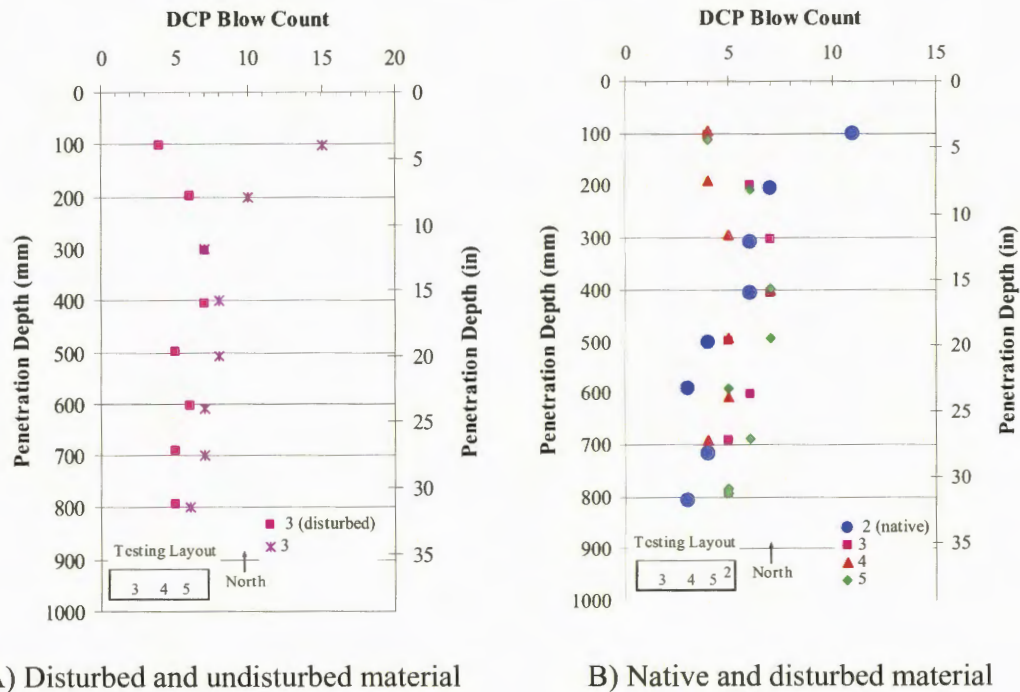 DCP Blow Count
0 5 10 15 20
Penetration Depth (mm)
0
100
200
300
400
500
600
700
800
900
1000
0
5
10
15
20
25
30
35
Penetration Depth (in)
3 (disturbed)
3
Testing Layout
North
3 4 5
) Disturbed and undisturbed material
DCP Blow Count
0 5 10 15
Penetration Depth (mm)
0
100
200
300
400
500
600
700
800
900
1000
0
5
10
15
20
25
30
35
Penetration Depth (in)
2 (native)
3
4
5
Testing Layout
North
3 4 5 2
B) Native and disturbed material